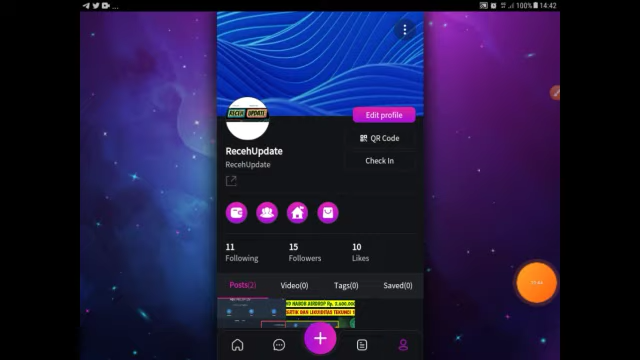 ... 100% 14:42
RECEH UPDATE
Edit profile
QR Code
RecehUpdate
Check In
RecehUpdate
11 15 10
Following Followers Likes
Posts(2) Video(0) Tags(0) Saved(0)